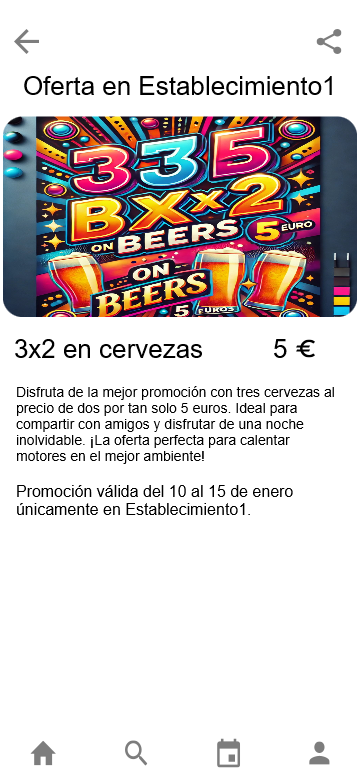 Oferta en Establecimiento1
335
BXx2
ON BEERS 5 EURO
ON
BEERS
5 EUROS
3x2 en cervezas 5 €
Disfruta de la mejor promoción con tres cervezas al
precio de dos por tan solo 5 euros. Ideal para
compartir con amigos y disfrutar de una noche
inolvidable. ¡La oferta perfecta para calentar
motores en el mejor ambiente!
Promoción válida del 10 al 15 de enero
únicamente en Establecimiento1.